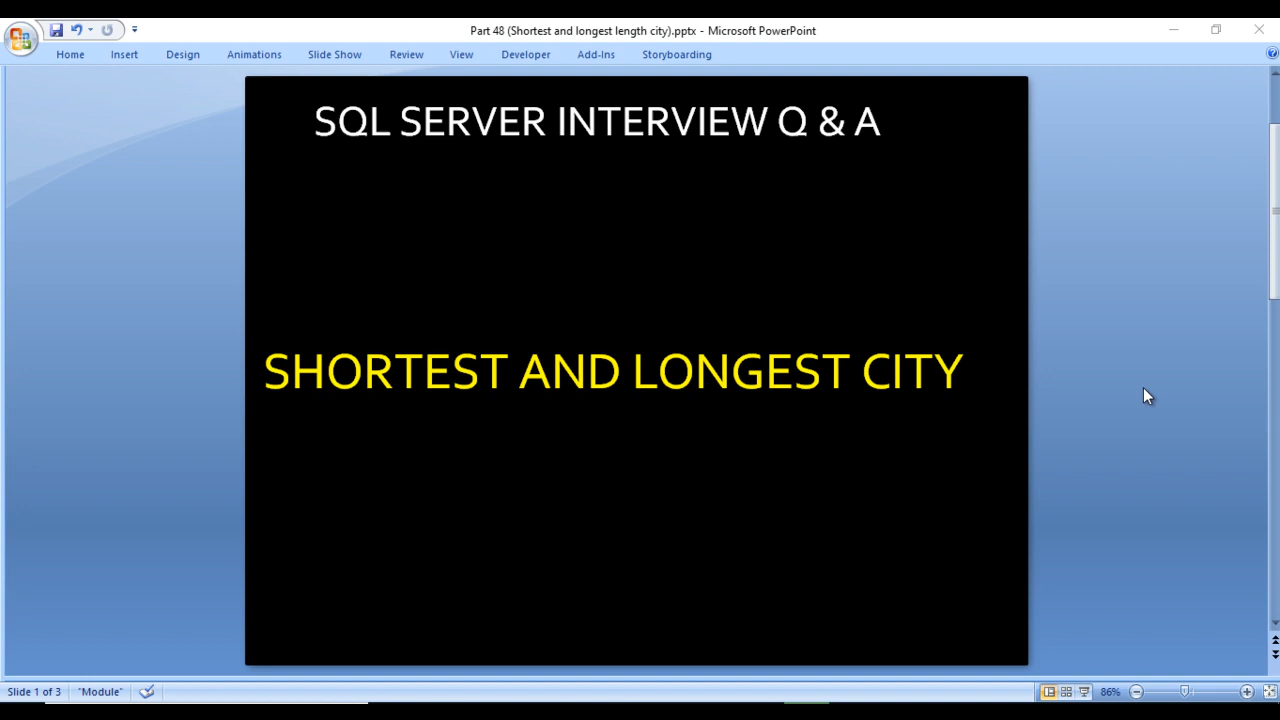 Part 48 (Shortest and longest length city).pptx - Microsoft PowerPoint
Home Insert Design Slide Show Animations Review View Developer Add-Ins Storyboarding
SQL SERVER INTERVIEW Q & A
SHORTEST AND LONGEST CITY
Slide 1 of 3 "Module" 86%